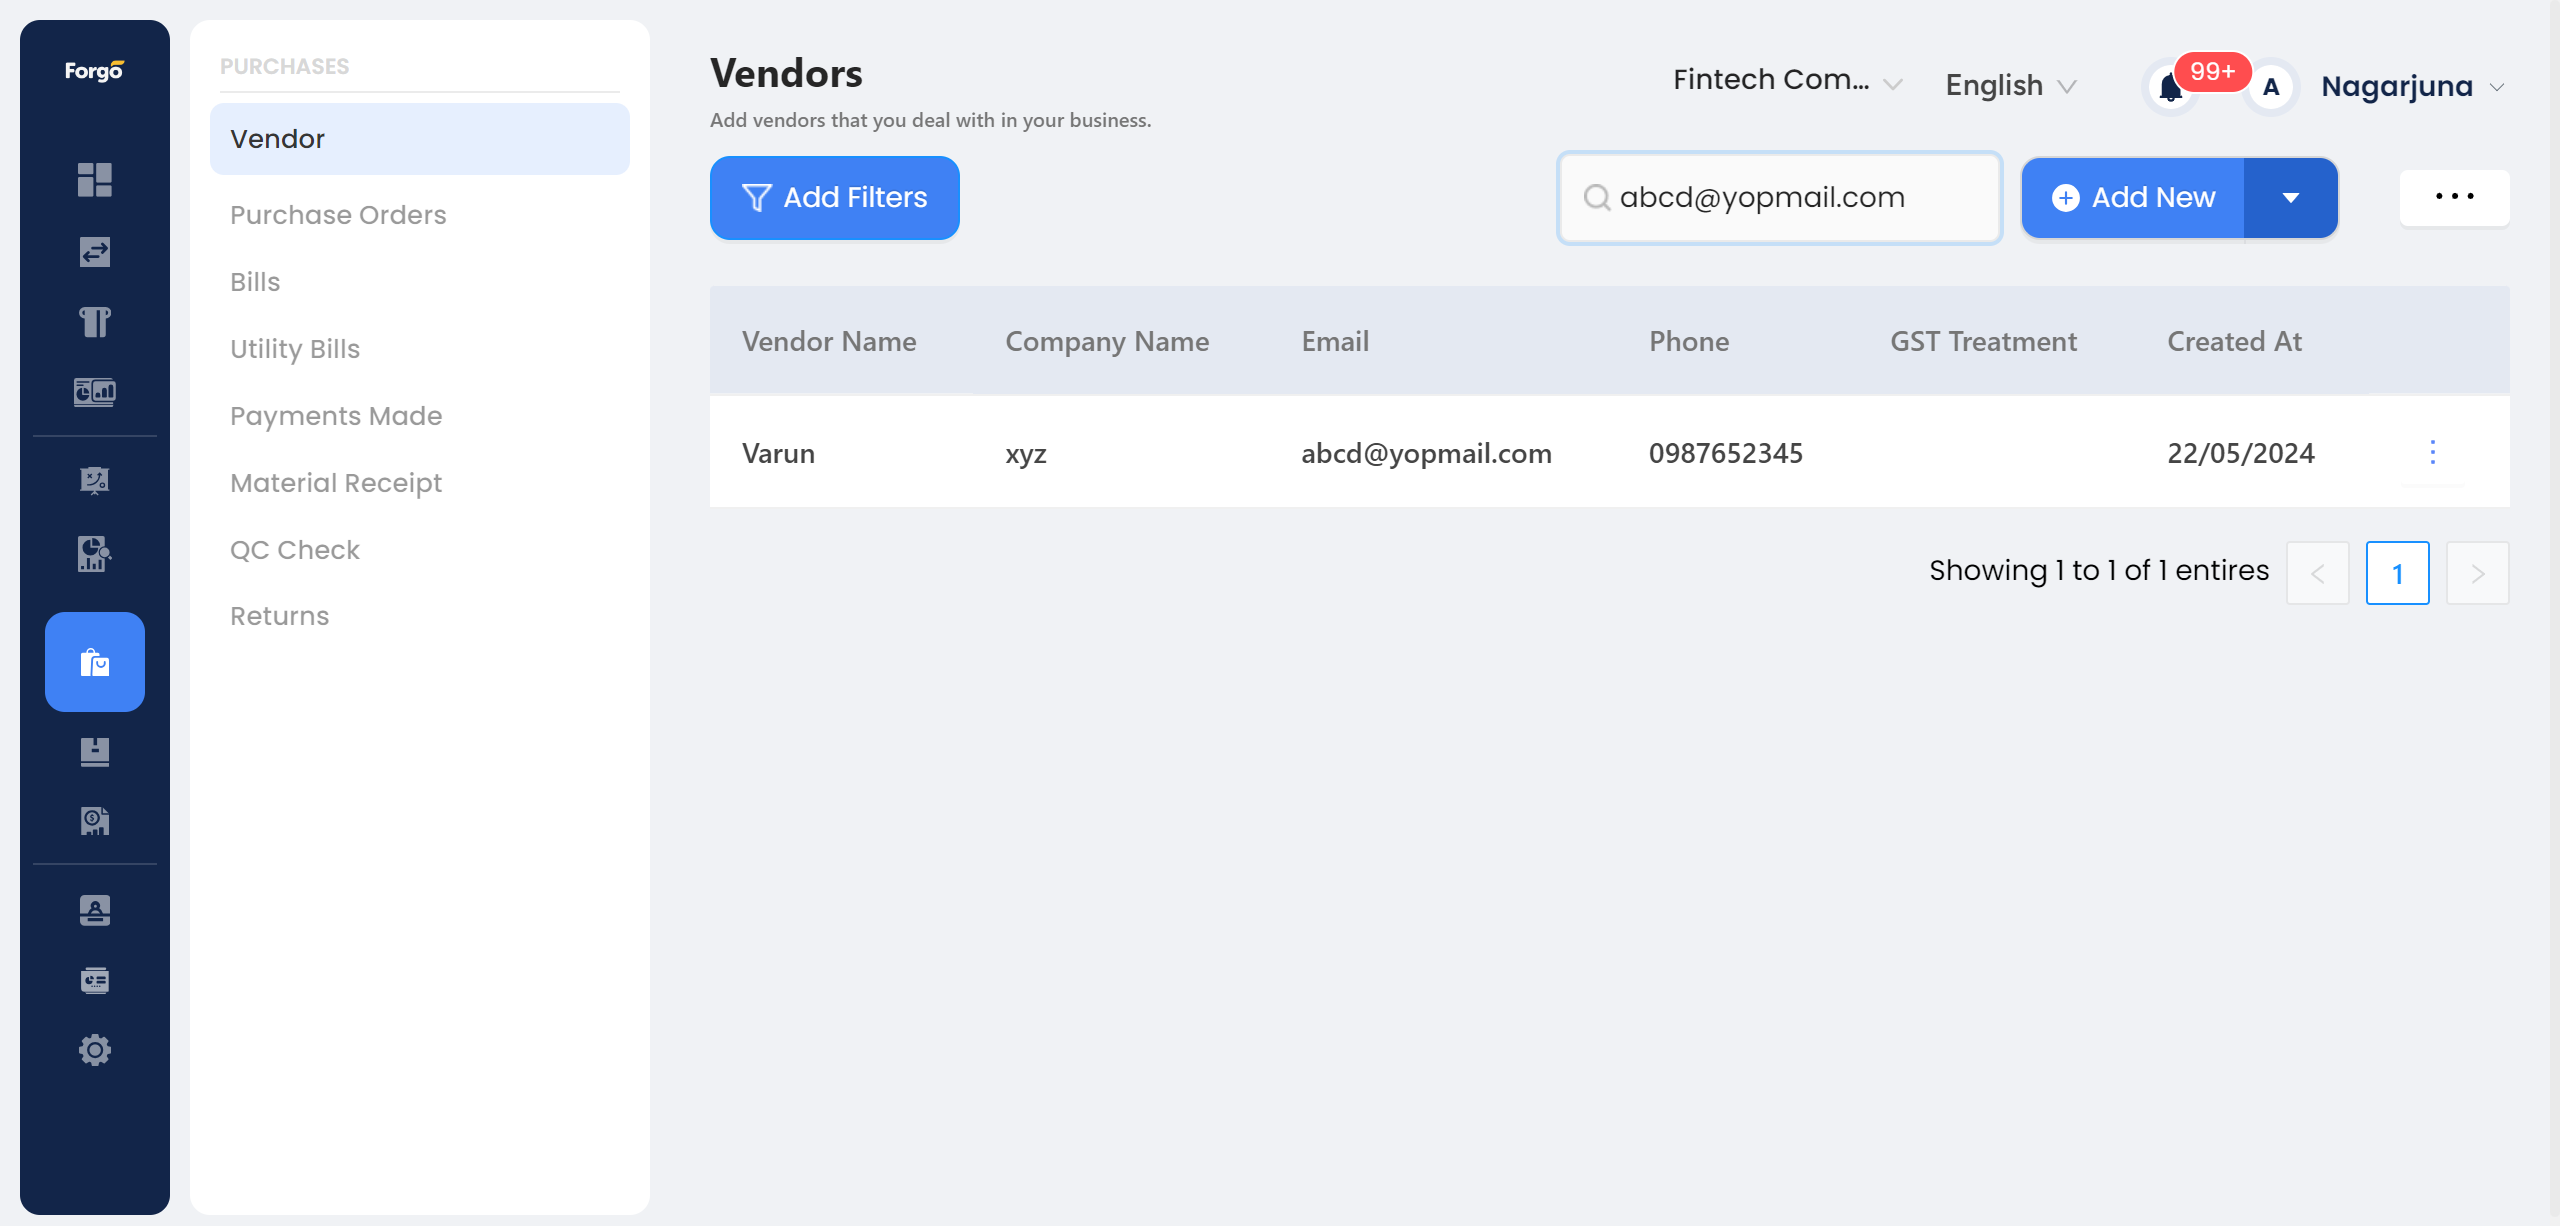 Forgo
PURCHASES
Vendor
Purchase Orders
Bills
Utility Bills
Payments Made
Material Receipt
QC Check
Returns
Vendors
Add vendors that you deal with in your business.
Fintech Com...
English
99+
A
Nagarjuna
Add Filters
abcd@yopmail.com
Add New
Vendor Name Company Name Email Phone GST Treatment Created At
Varun xyz abcd@yopmail.com 0987652345 22/05/2024
Showing 1 to 1 of 1 entires
1